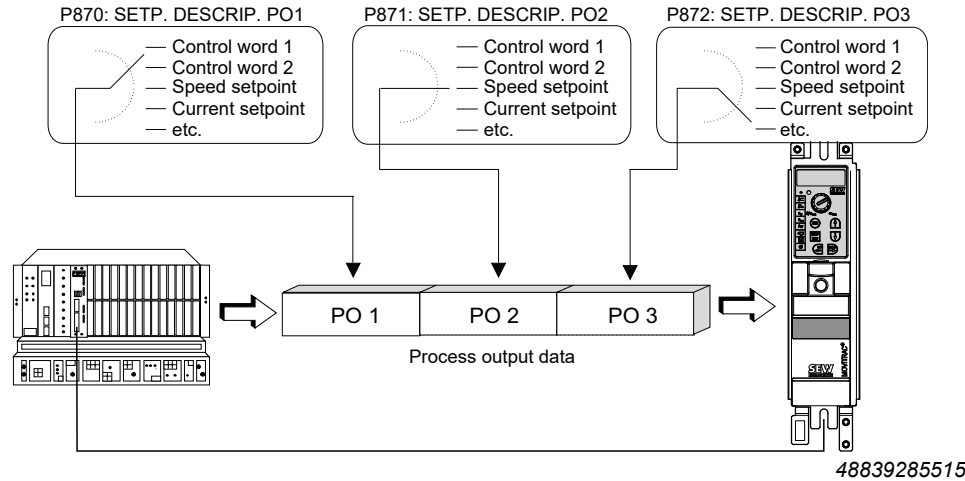 P870: SETP. DESCRIP. PO1
Control word 1
Control word 2
Speed setpoint
Current setpoint
etc.
P871: SETP. DESCRIP. PO2
Control word 1
Control word 2
Speed setpoint
Current setpoint
etc.
P872: SETP. DESCRIP. PO3
Control word 1
Control word 2
Speed setpoint
Current setpoint
etc.
PO 1
PO 2
PO 3
Process output data
SEW
MOVITRAC®
48839285515